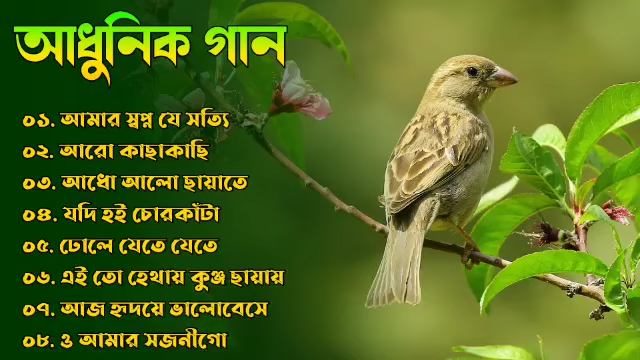 আধুনিক গান
০১. আমার স্বপ্ন যে সত্যি
০২. আরো কাছাকাছি
০৩. আধো আলো ছায়াতে
০৪. যদি হই চোরকাঁটা
০৫. ঢোলে যেতে যেতে
০৬. এই তো হেথায় কুঞ্জ ছায়ায়
০৭. আজ হৃদয়ে ভালোবেসে
০৮. ও আমার সজনীগো